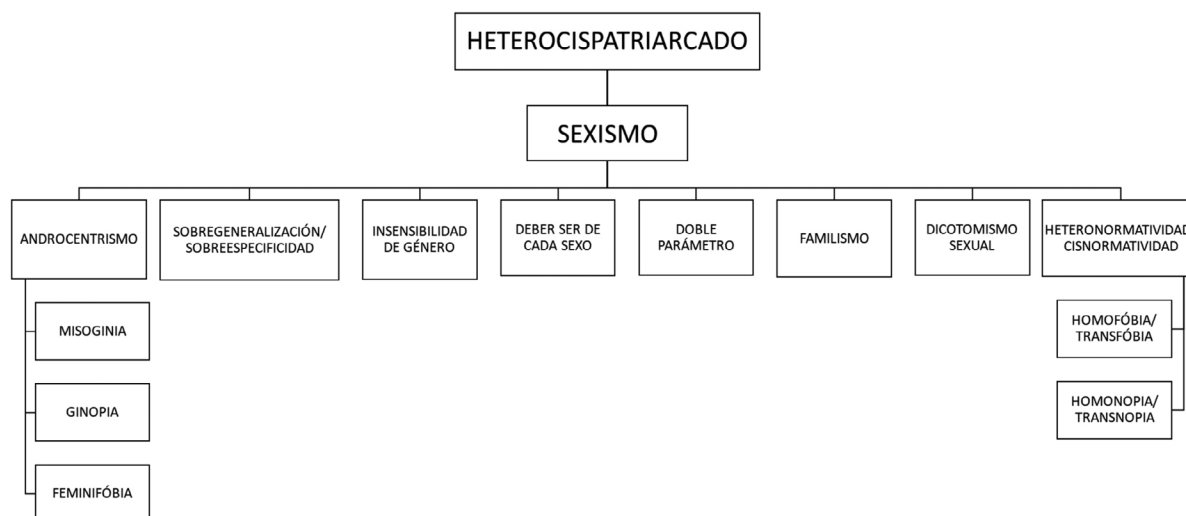 HETEROCISPATRIARCADO
SEXISMO
ANDROCENTRISMO
SOBREGENERALIZACIÓN/
SOBREESPECIFICIDAD
INSENSIBILIDAD
DE GÉNERO
DEBER SER DE
CADA SEXO
DOBLE
PARÁMETRO
FAMILISMO
DICOTOMISMO
SEXUAL
HETERONORMATIVIDAD
CISNORMATIVIDAD
MISOGINIA
GINOPIA
FEMINIFÓBIA
HOMOFÓBIA/
TRANSFÓBIA
HOMONOPIA/
TRANSNOPIA